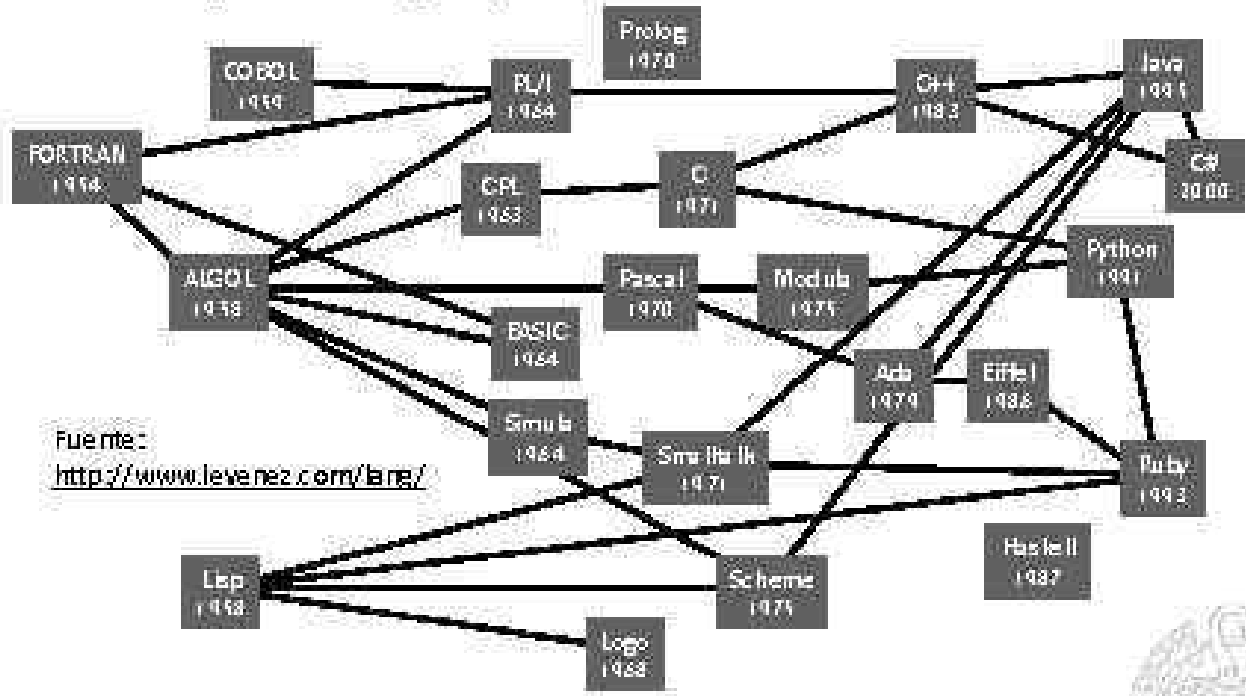 Prolog
1970
COBOL
1959
PL/I
1964
C++
1983
Java
1995
FORTRAN
1954
CPL
1963
C
1971
C#
2000
ALGOL
1958
Pascal
1970
Modula
1975
Python
1991
BASIC
1964
Ada
1979
Eiffel
1986
Simula
1964
Smalltalk
1971
Ruby
1993
Fuente:
http://www.levenez.com/lang/
Lisp
1958
Scheme
1975
Haskell
1987
Logo
1968